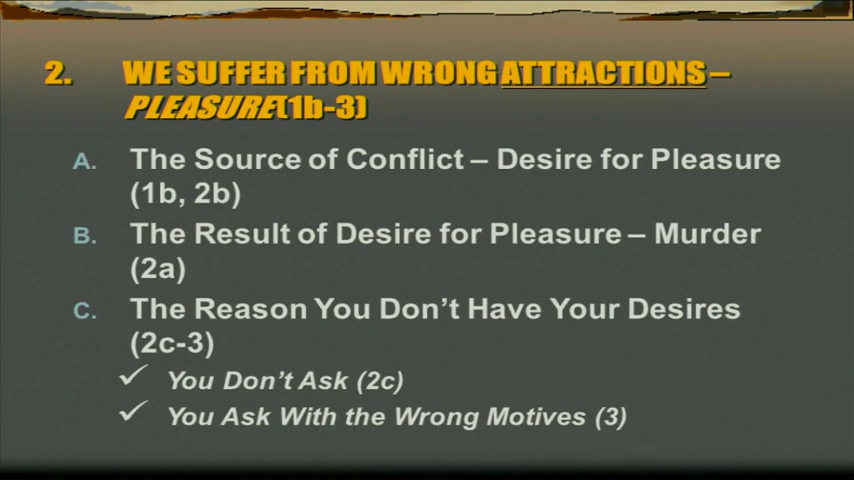 2. WE SUFFER FROM WRONG ATTRACTIONS –
PLEASURE (1b-3)
A. The Source of Conflict – Desire for Pleasure
(1b, 2b)
B. The Result of Desire for Pleasure – Murder
(2a)
C. The Reason You Don't Have Your Desires
(2c-3)
✓ You Don't Ask (2c)
✓ You Ask With the Wrong Motives (3)